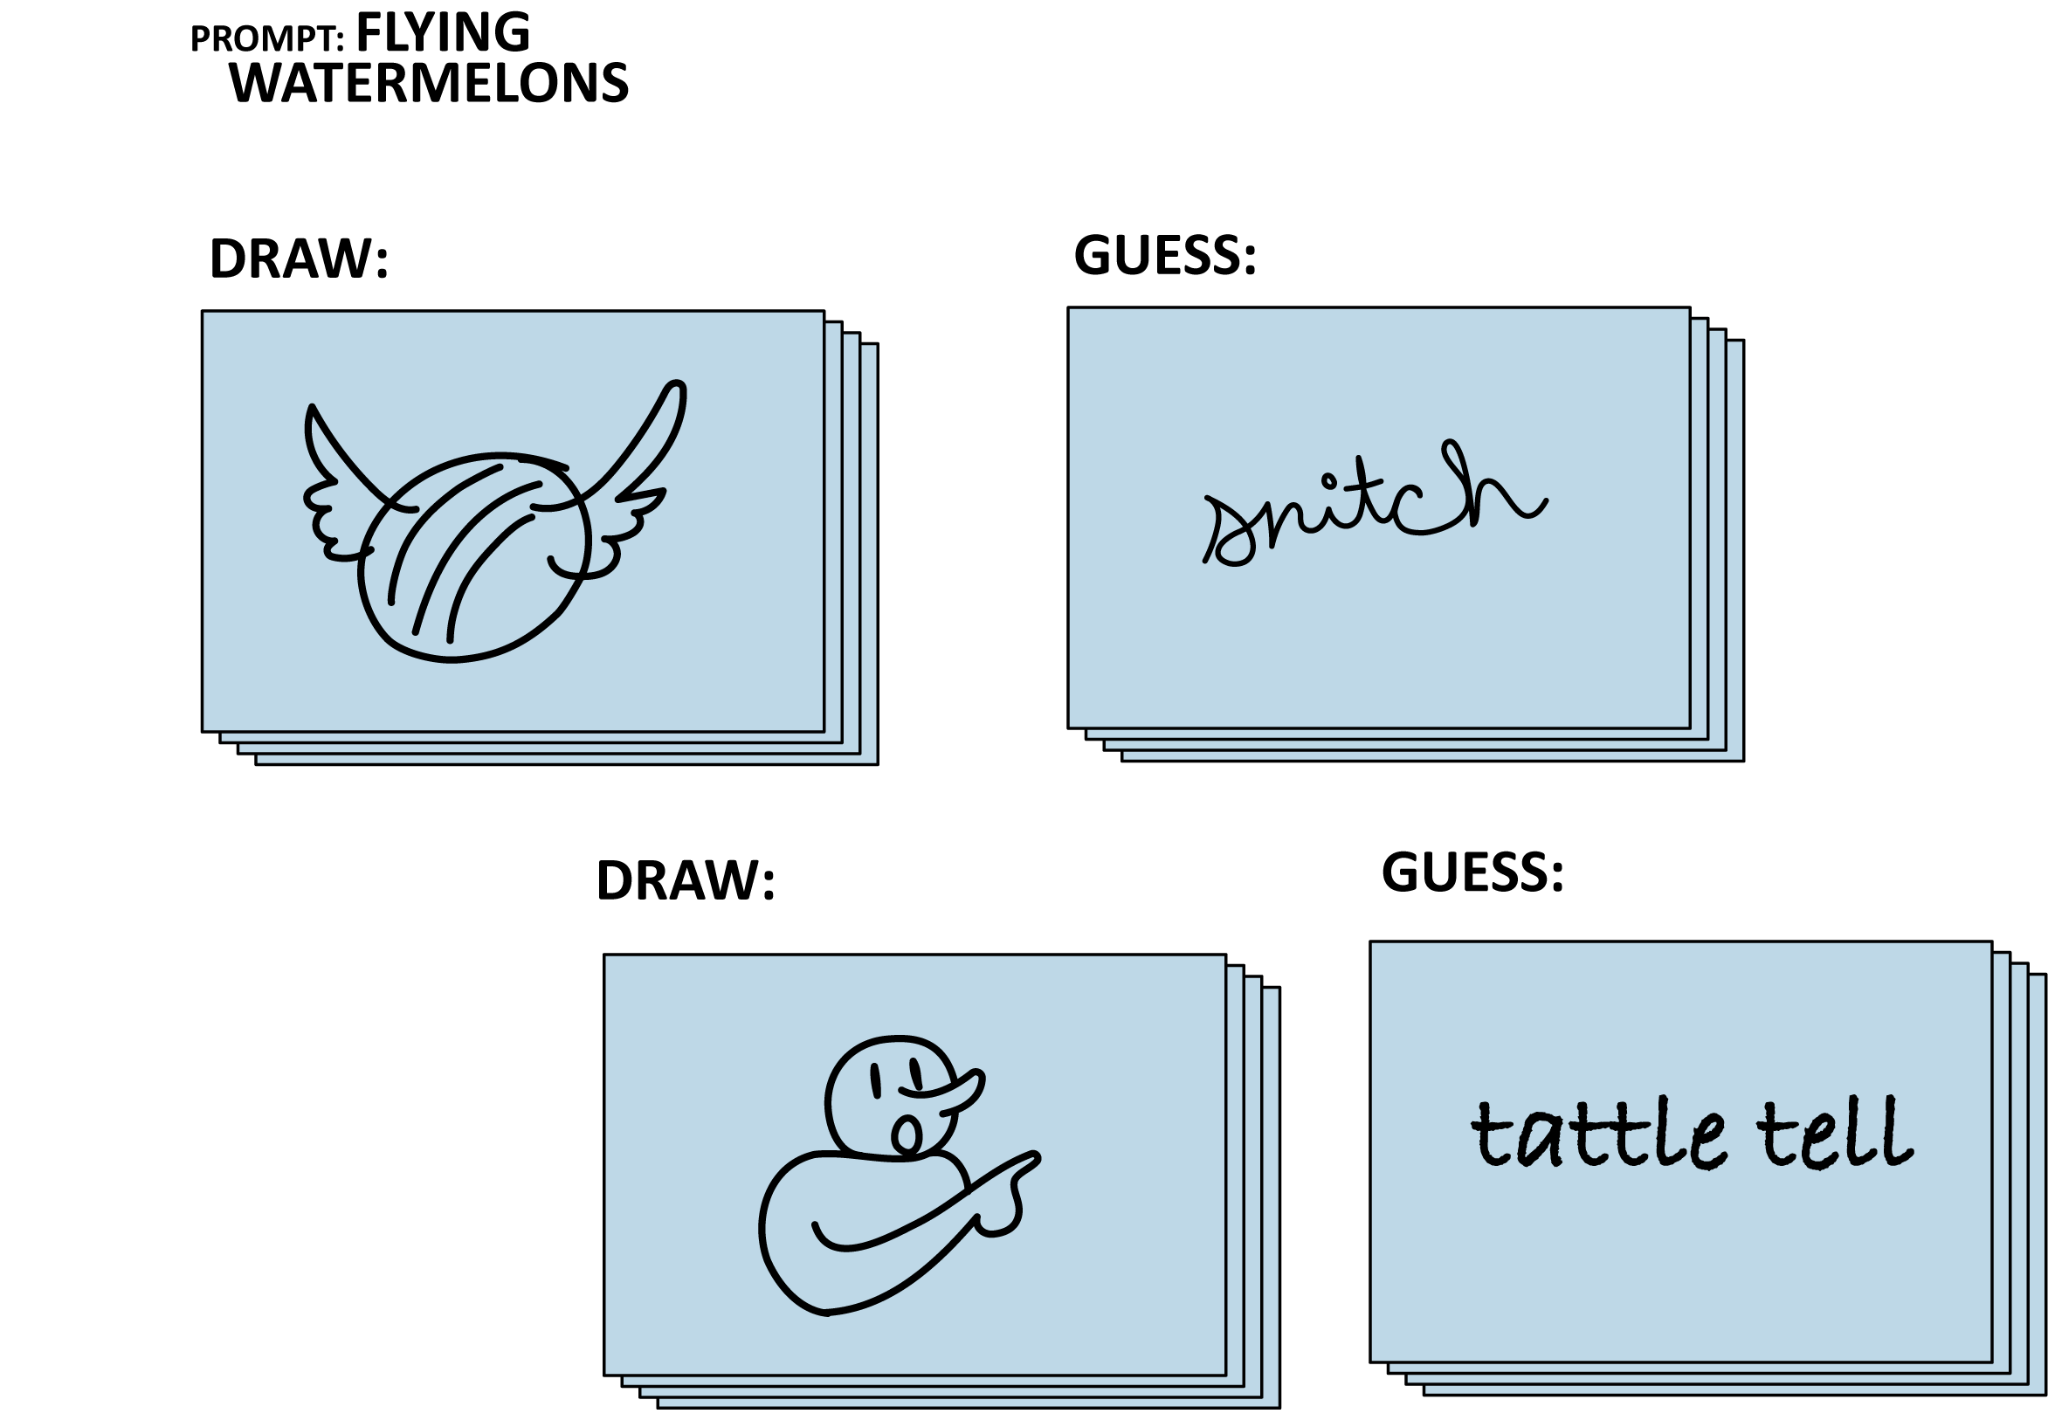 PROMPT: FLYING
WATERMELONS
DRAW:
GUESS:
snitch
DRAW:
GUESS:
tattle tell